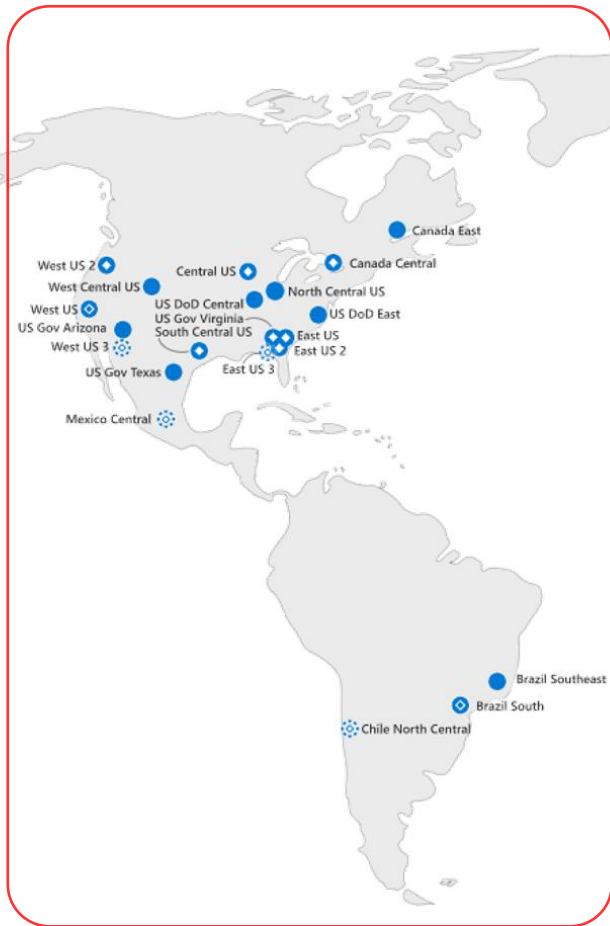 Canada East
West US 2
Central US
Canada Central
West Central US
North Central US
US DoD Central
West US
US Gov Virginia
US DoD East
US Gov Arizona
South Central US
East US
West US 3
East US 2
East US 3
US Gov Texas
Mexico Central
Brazil Southeast
Brazil South
Chile North Central